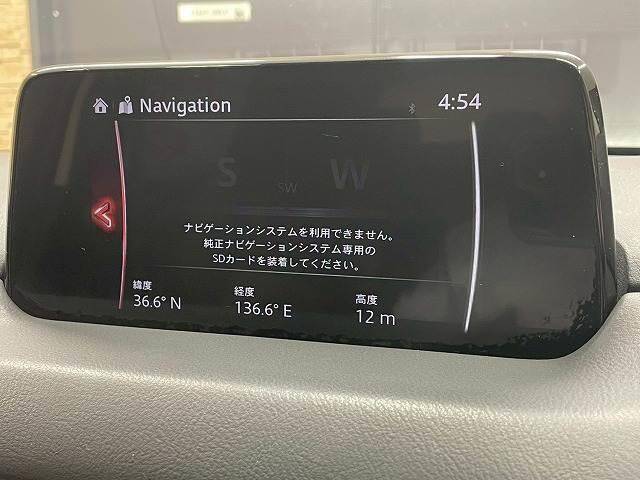 Navigation 4:54
S SW W
ナビゲーションシステムを利用できません。
純正ナビゲーションシステム専用の
SDカードを装着してください。
緯度 経度 高度
36.6° N 136.6° E 12 m